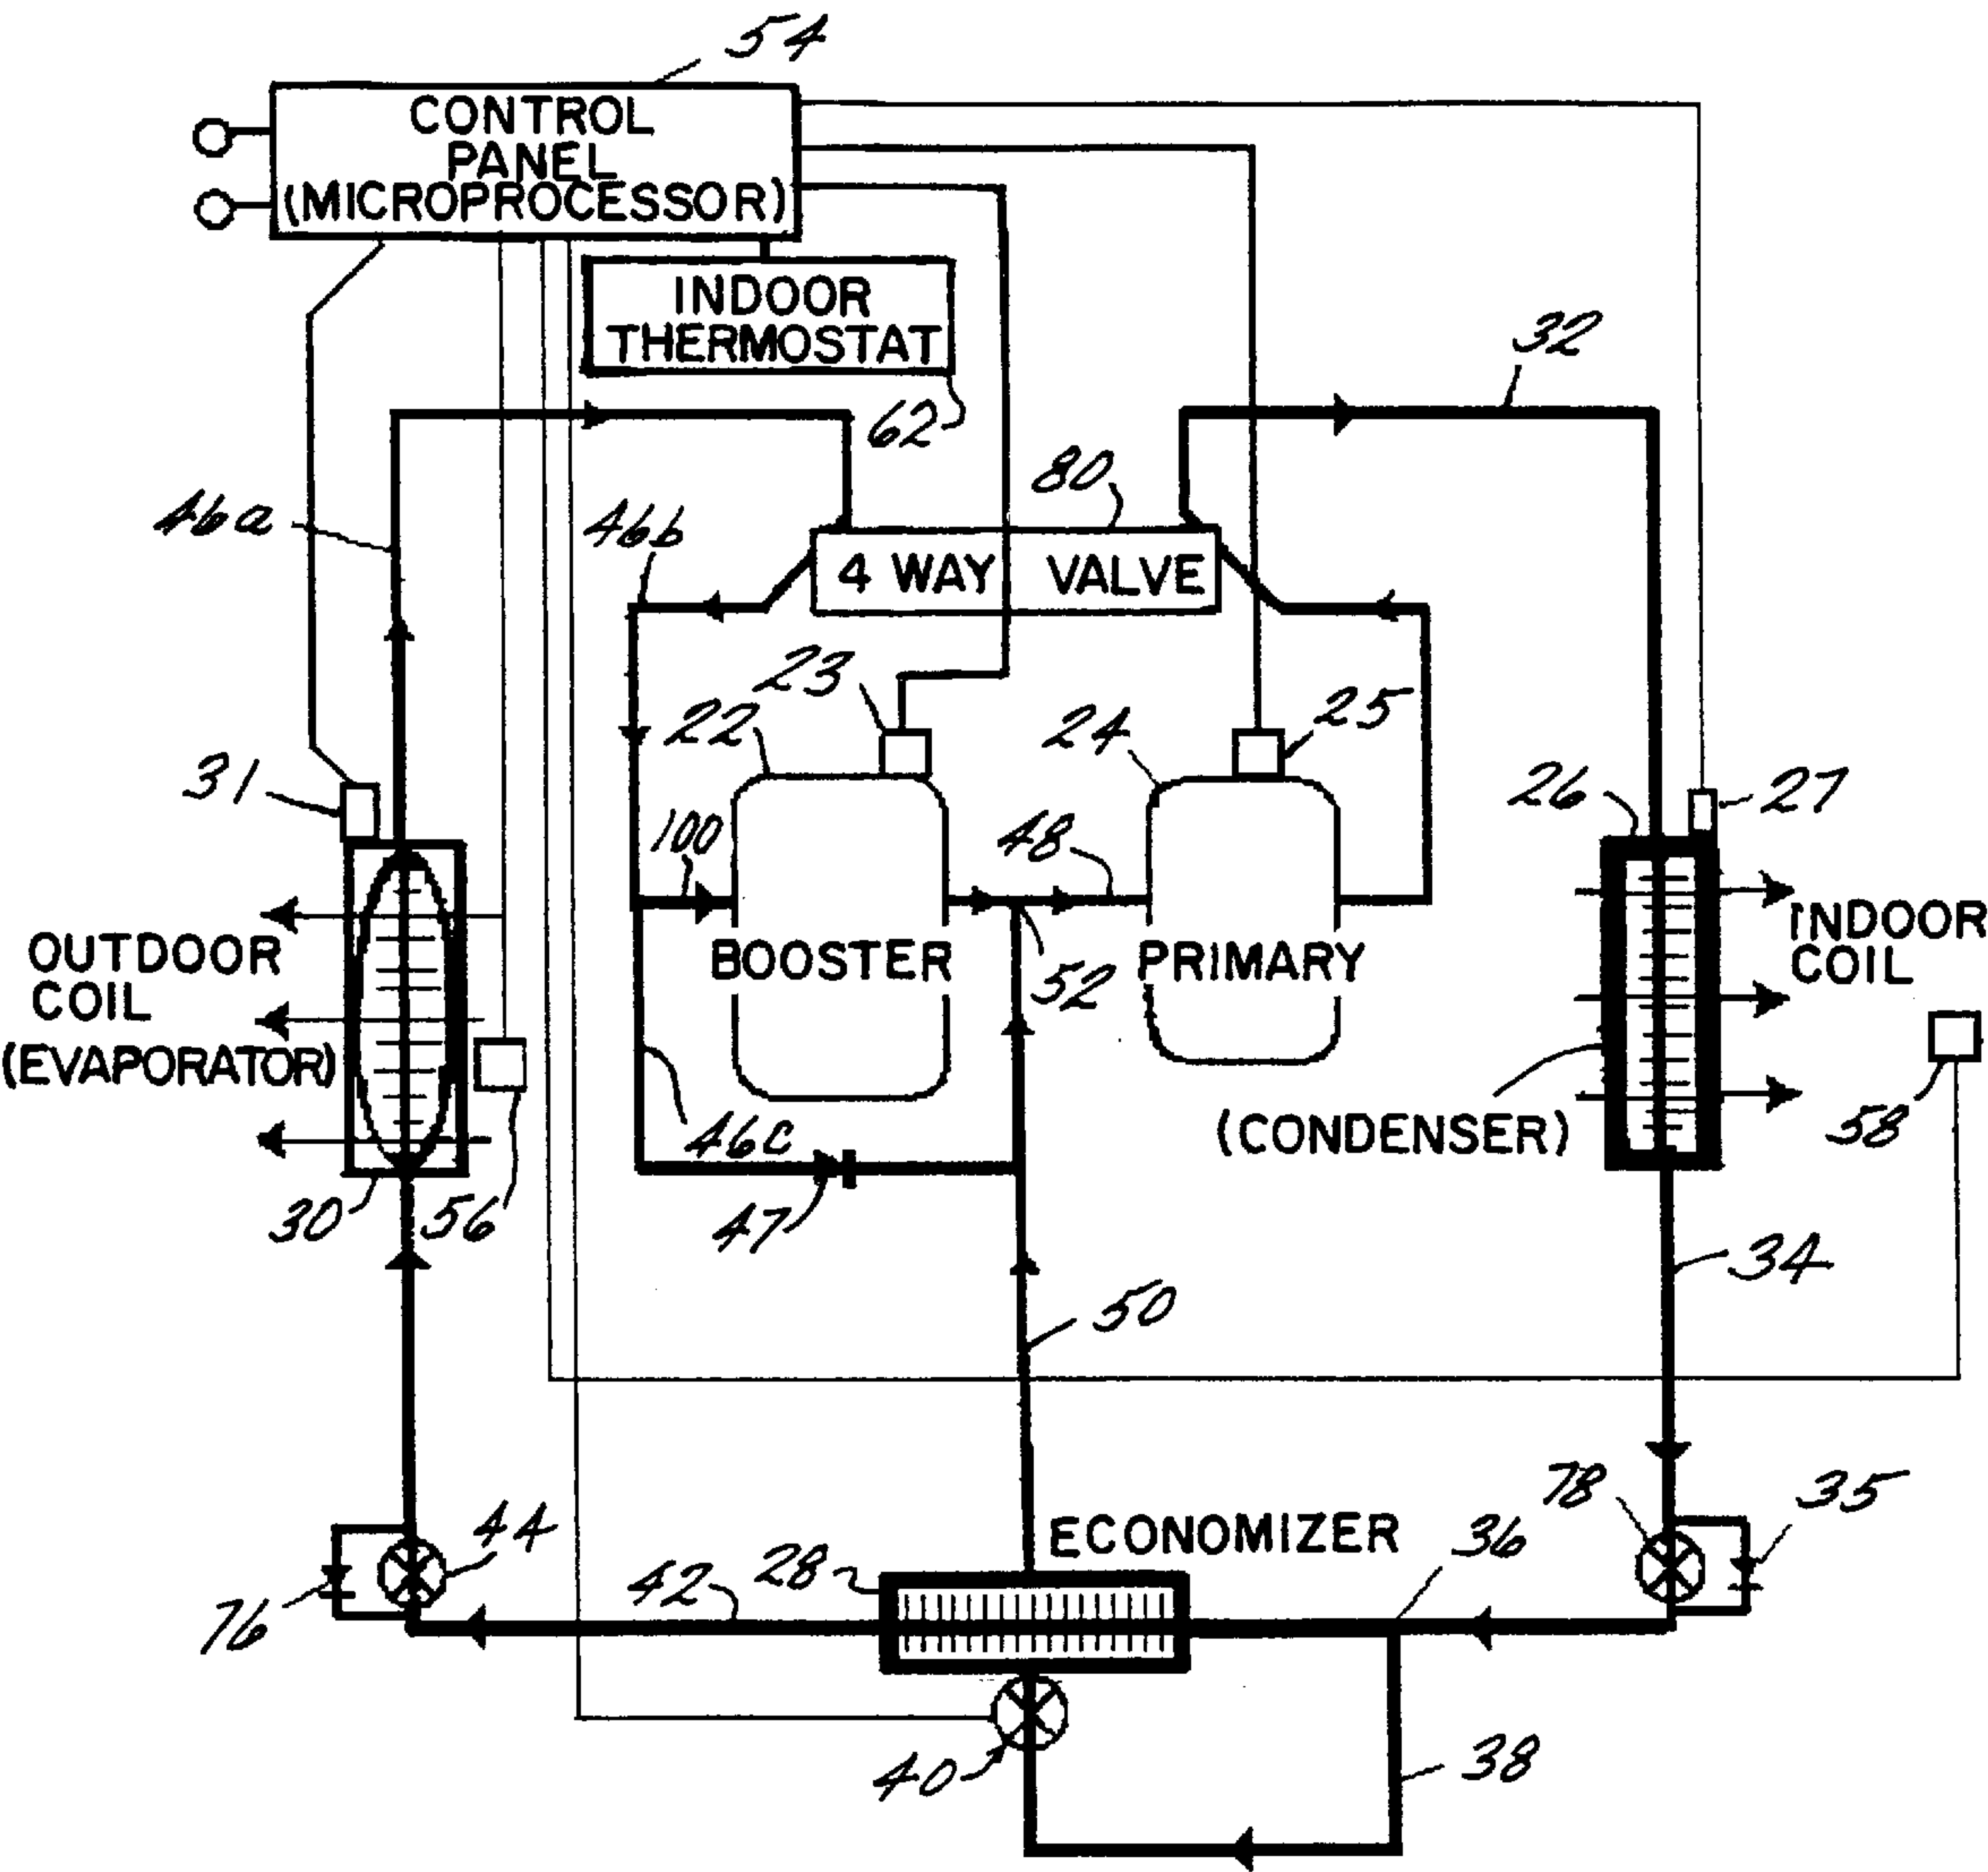 54
CONTROL
PANEL
(MICROPROCESSOR)
INDOOR
THERMOSTAT
62
32
46a
46b
80
4 WAY VALVE
23
22
24
25
31
26
27
100
48
OUTDOOR
COIL
(EVAPORATOR)
BOOSTER
52
PRIMARY
INDOOR
COIL
46c
(CONDENSER)
58
30
56
47
34
50
44
ECONOMIZER
78
35
36
76
42
28
40
38